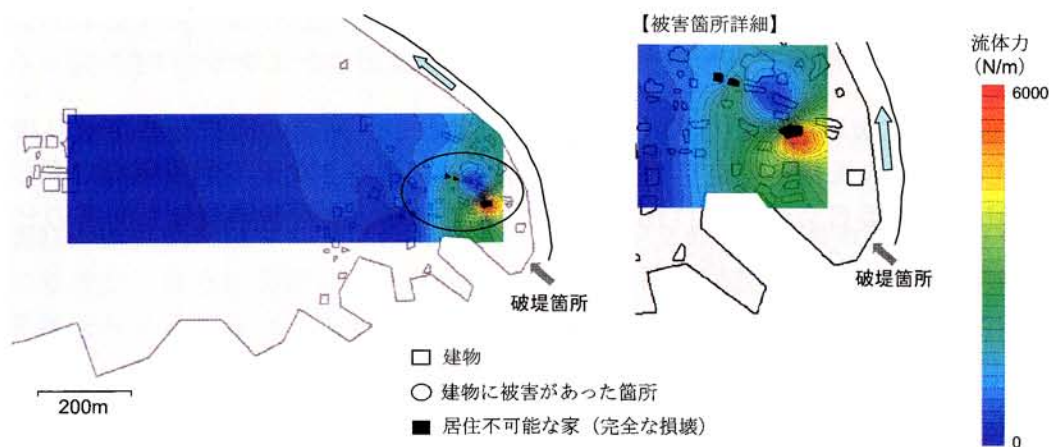 【被害箇所詳細】
流体力
(N/m)
6000
0
破堤箇所
破堤箇所
200m
建物
建物に被害があった箇所
居住不可能な家（完全な損壊）